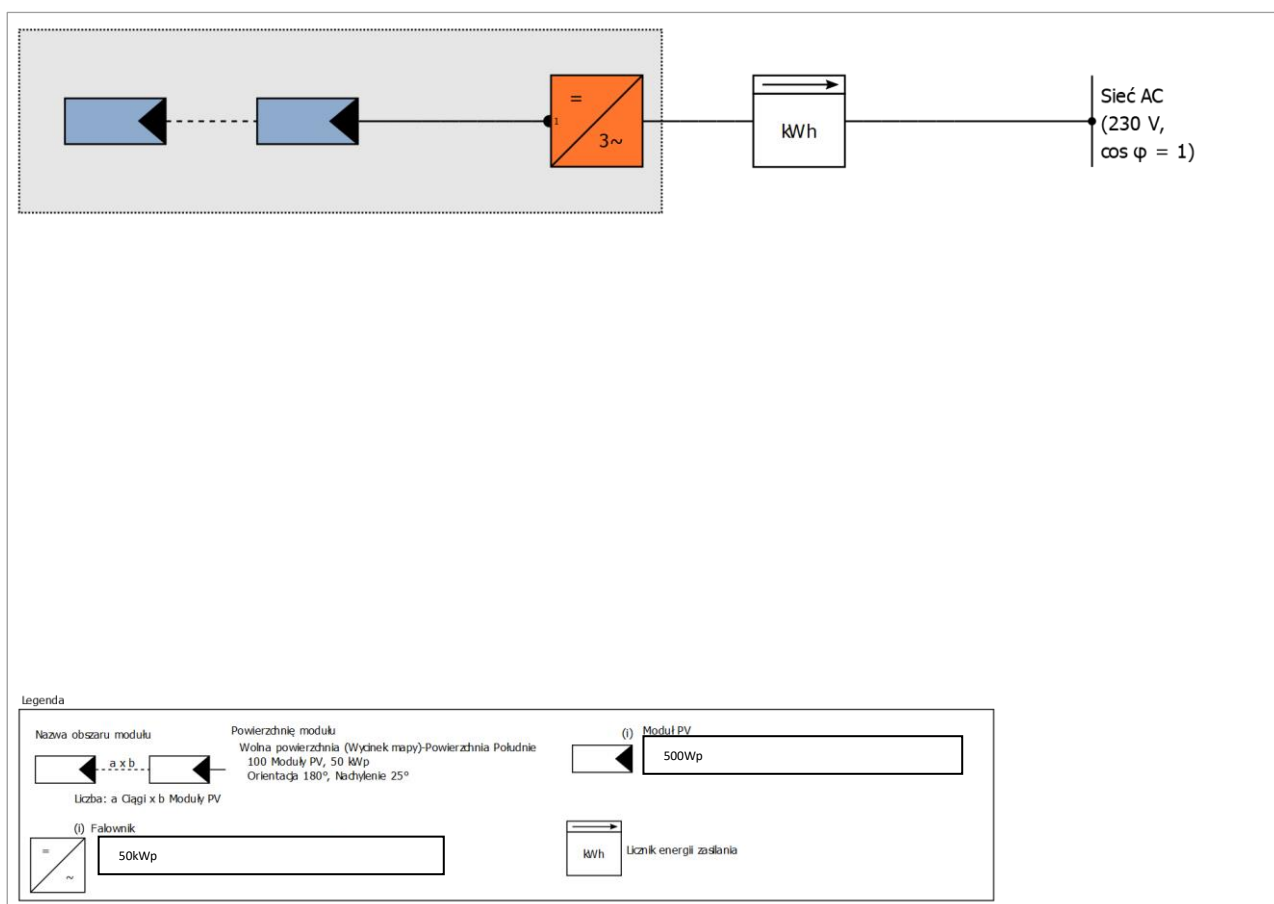 =
1
3~
kWh
Sieć AC
(230 V,
cos φ = 1)
Legenda
Nazwa obszaru modułu
a x b
Liczba: a Ciągi x b Moduły PV
Powierzchnię modułu
Wolna powierzchnia (Wycinek mapy)-Powierzchnia Południe
100 Moduły PV, 50 kWp
Orientacja 180°, Nachylenie 25°
(i) Moduł PV
500Wp
(i) Falownik
=
~
50kWp
kWh
Licznik energii zasilania